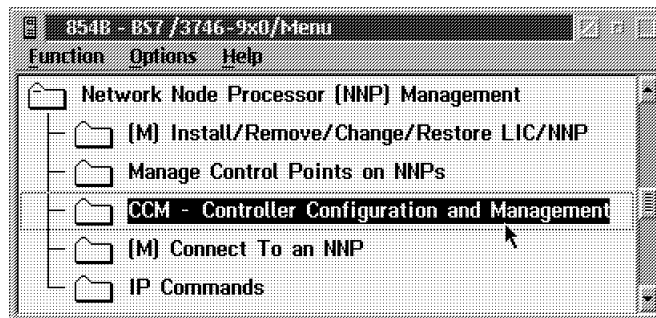 854B - BS7 /3746-9x0/Menu
Function Options Help
Network Node Processor (NNP) Management
(M) Install/Remove/Change/Restore LIC/NNP
Manage Control Points on NNPs
CCM - Controller Configuration and Management
(M) Connect To an NNP
IP Commands